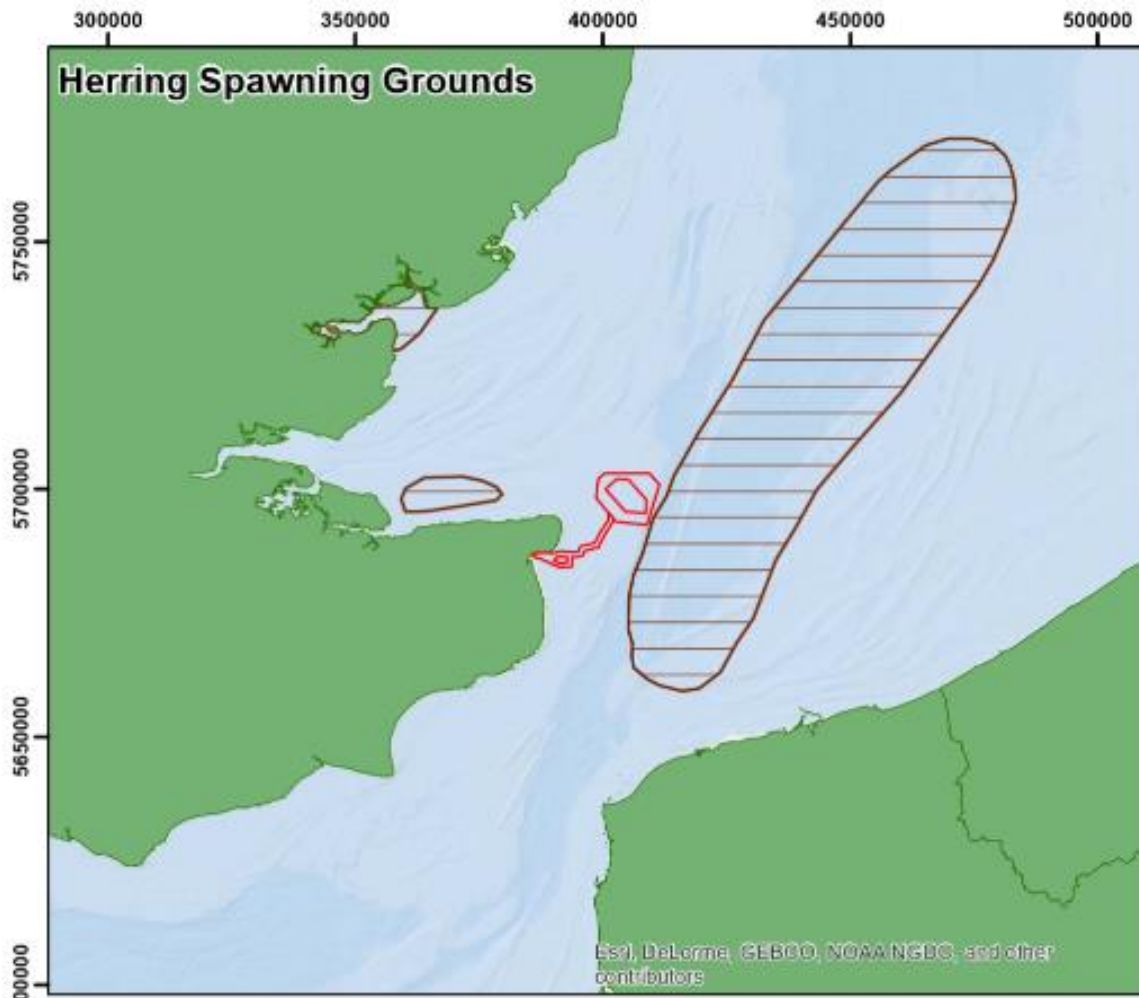 300000 350000 400000 450000 500000
Herring Spawning Grounds
5750000
5700000
5650000
Esri, DeLorme, GEBCO, NOAA NGDC, and other
contributors